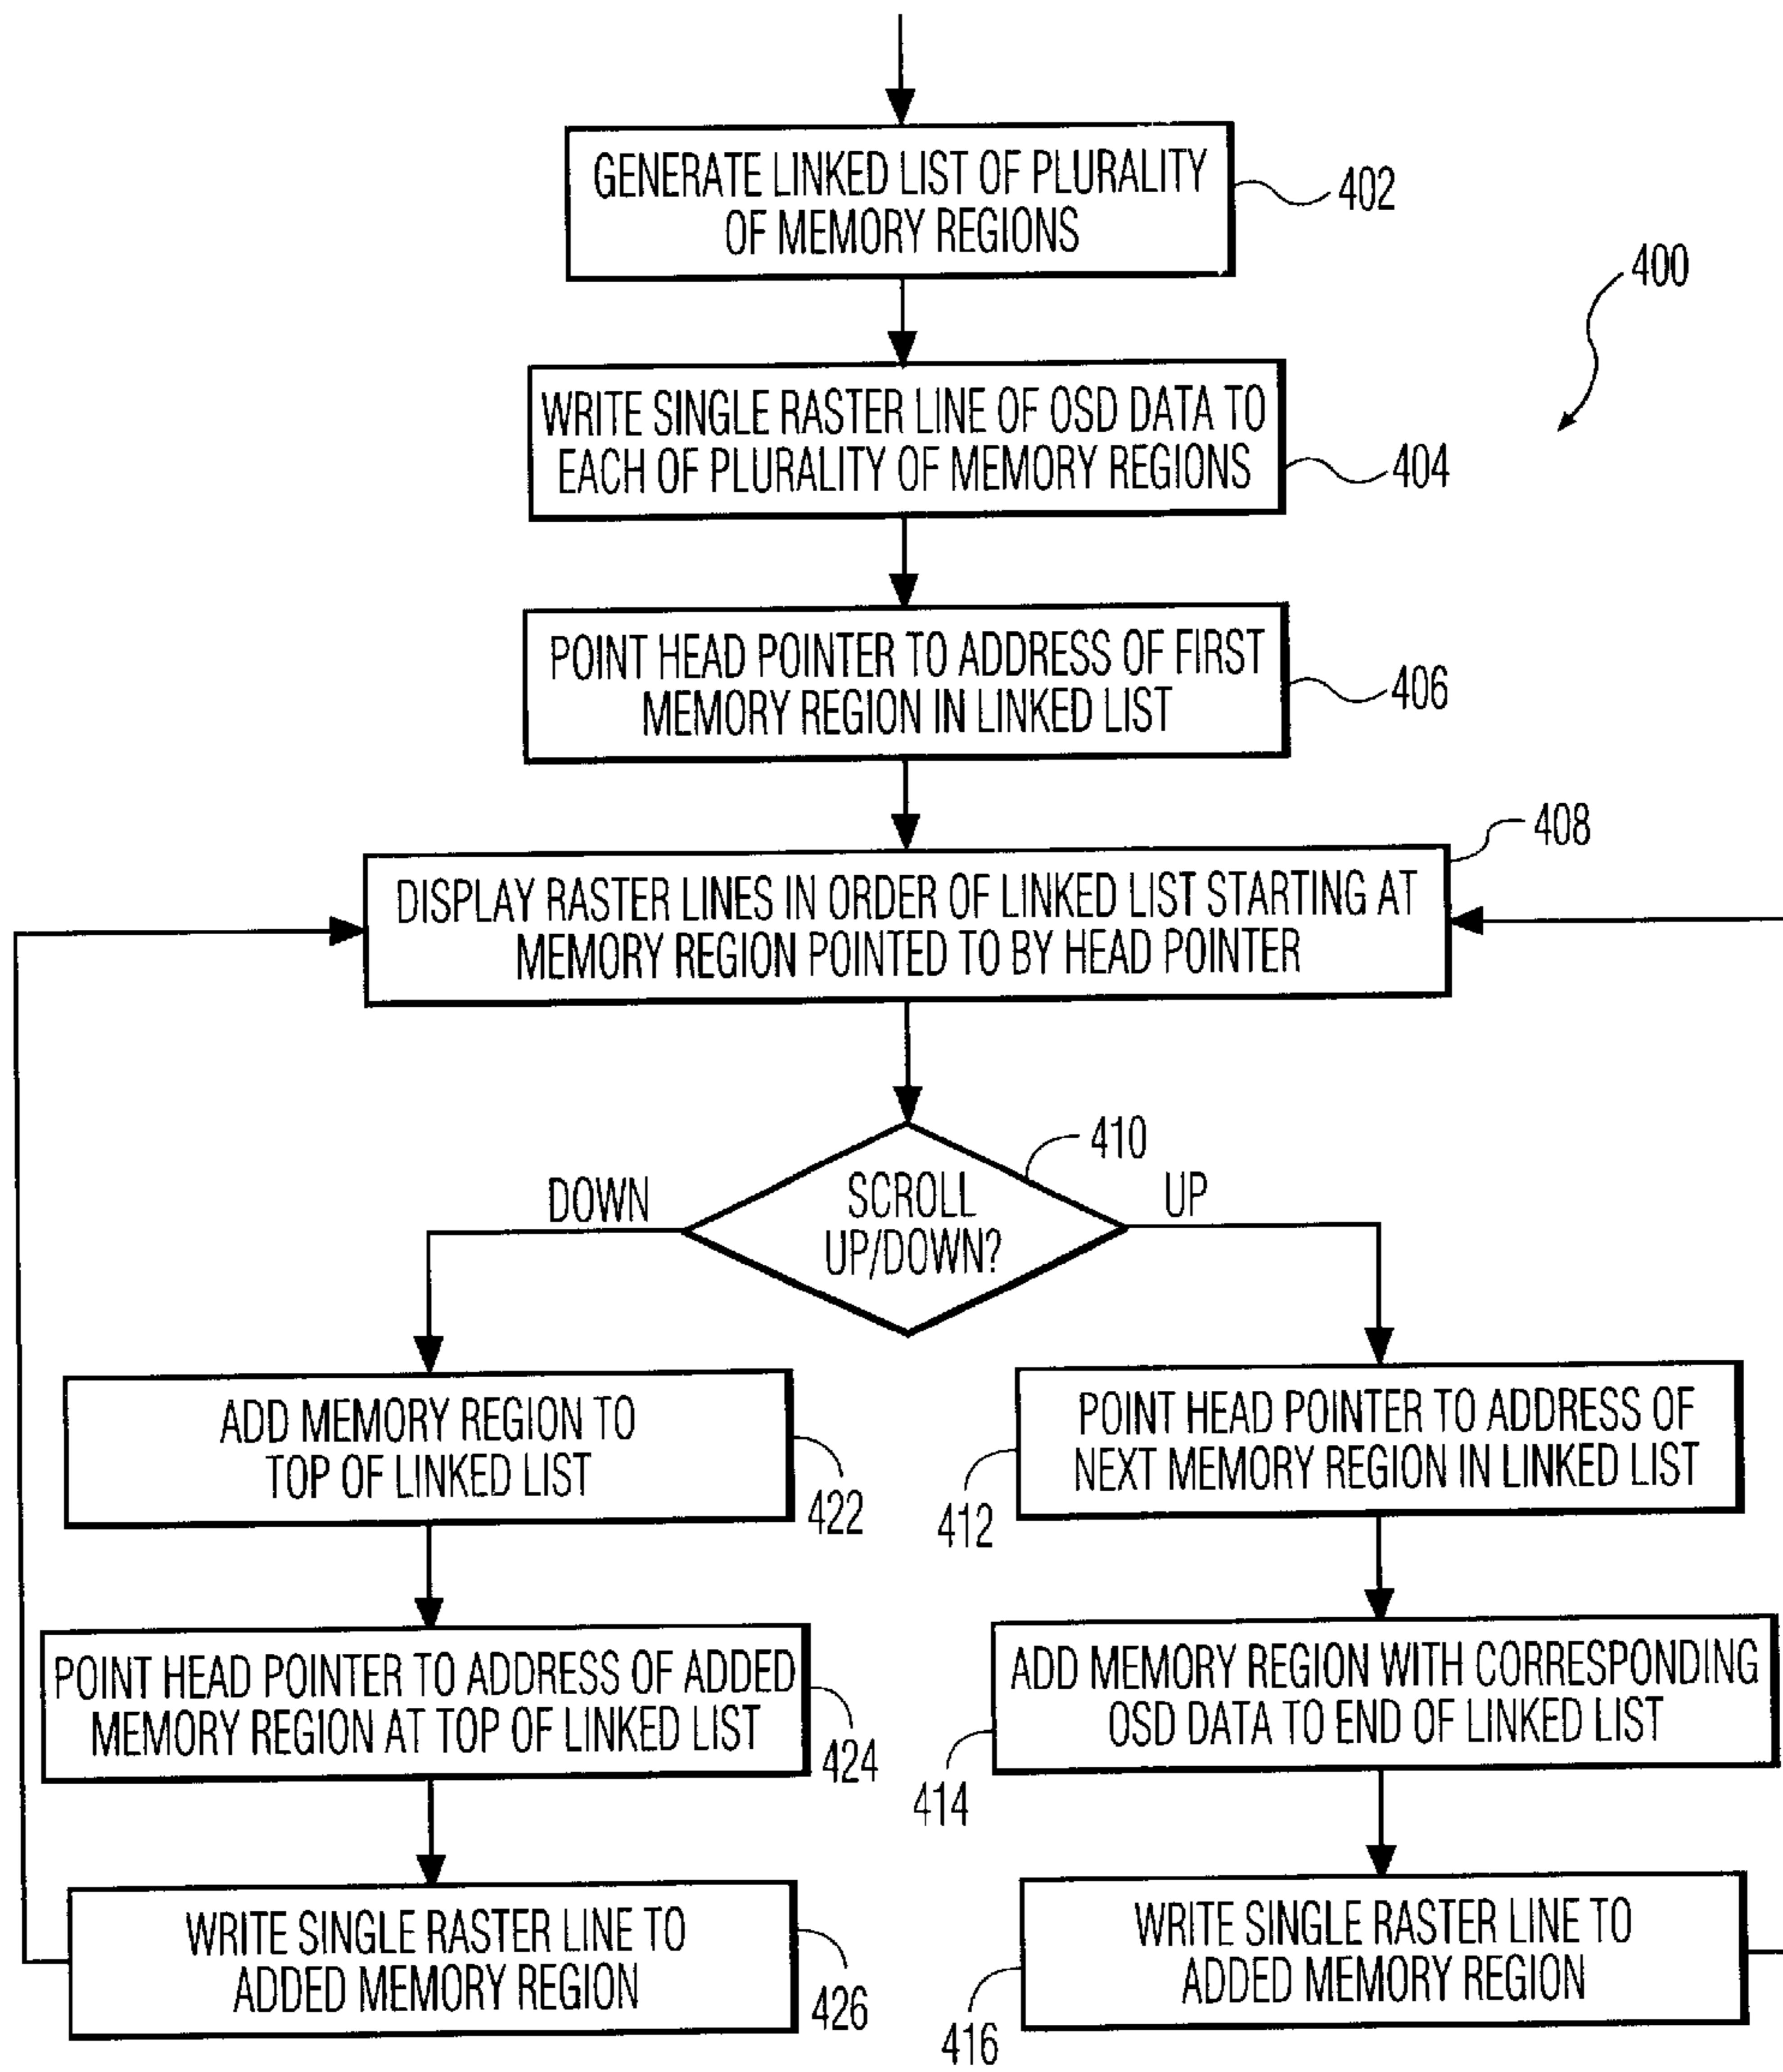 GENERATE LINKED LIST OF PLURALITY
OF MEMORY REGIONS
402
400
WRITE SINGLE RASTER LINE OF OSD DATA TO
EACH OF PLURALITY OF MEMORY REGIONS
404
POINT HEAD POINTER TO ADDRESS OF FIRST
MEMORY REGION IN LINKED LIST
406
408
DISPLAY RASTER LINES IN ORDER OF LINKED LIST STARTING AT
MEMORY REGION POINTED TO BY HEAD POINTER
410
DOWN
SCROLL
UP/DOWN?
UP
ADD MEMORY REGION TO
TOP OF LINKED LIST
422
POINT HEAD POINTER TO ADDRESS OF
NEXT MEMORY REGION IN LINKED LIST
412
POINT HEAD POINTER TO ADDRESS OF ADDED
MEMORY REGION AT TOP OF LINKED LIST
424
ADD MEMORY REGION WITH CORRESPONDING
OSD DATA TO END OF LINKED LIST
414
WRITE SINGLE RASTER LINE TO
ADDED MEMORY REGION
426
WRITE SINGLE RASTER LINE TO
ADDED MEMORY REGION
416